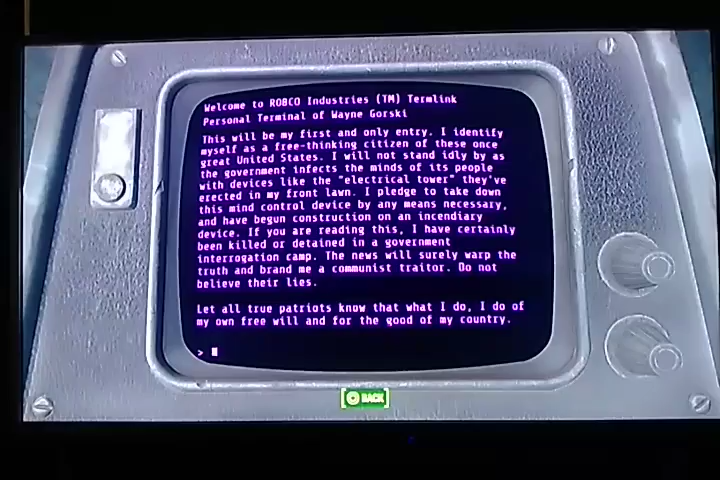 Welcome to ROBCO Industries (TM) Termlink
Personal Terminal of Wayne Gorski
This will be my first and only entry. I identify
myself as a free-thinking citizen of these once
great United States. I will not stand idly by as
the government infects the minds of its people
with devices like the "electrical tower" they've
erected in my front lawn. I pledge to take down
this mind control device by any means necessary,
and have begun construction on an incendiary
device. If you are reading this, I have certainly
been killed or detained in a government
interrogation camp. The news will surely warp the
truth and brand me a communist traitor. Do not
believe their lies.
Let all true patriots know that what I do, I do of
my own free will and for the good of my country.
>
BACK